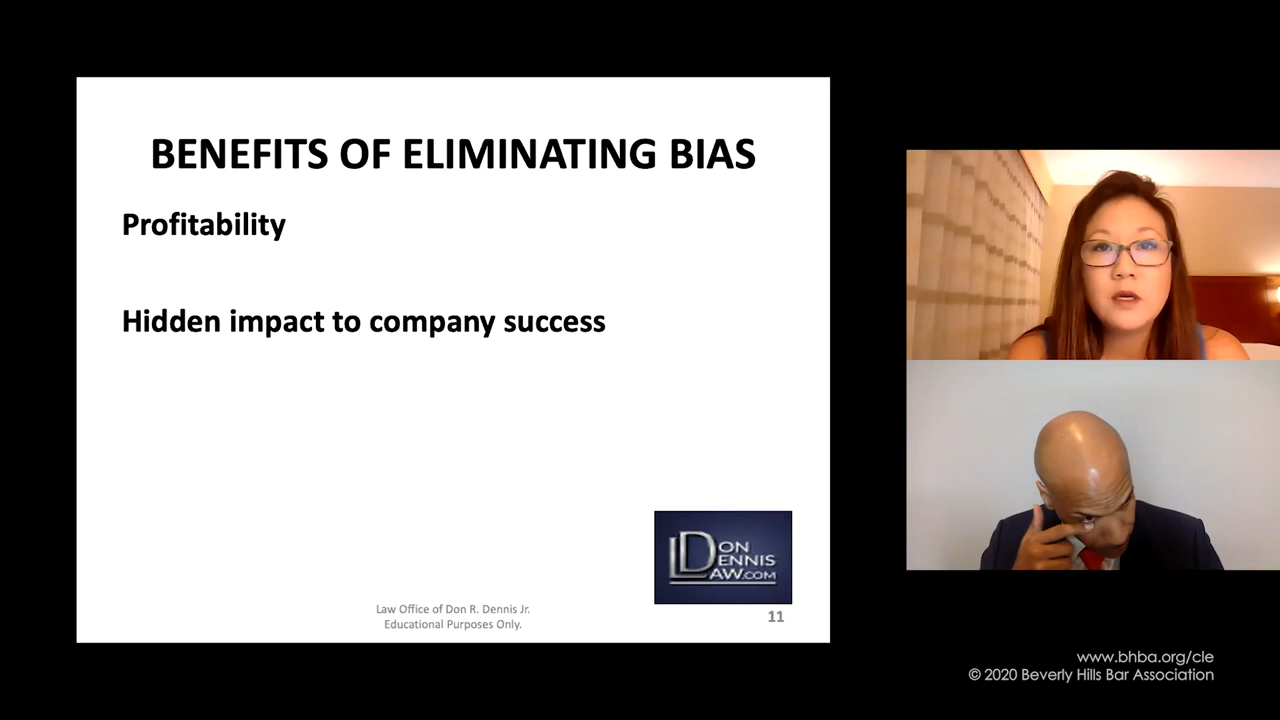 BENEFITS OF ELIMINATING BIAS
Profitability
Hidden impact to company success
DON
DENNIS
LAW.COM
Law Office of Don R. Dennis Jr.
Educational Purposes Only.
11
www.bhba.org/cle
© 2020 Beverly Hills Bar Association